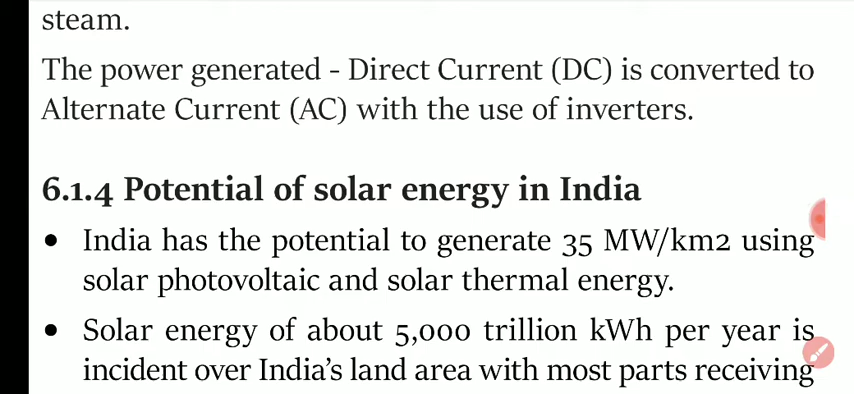 steam.
The power generated - Direct Current (DC) is converted to
Alternate Current (AC) with the use of inverters.
6.1.4 Potential of solar energy in India
• India has the potential to generate 35 MW/km2 using
solar photovoltaic and solar thermal energy.
• Solar energy of about 5,000 trillion kWh per year is
incident over India's land area with most parts receiving